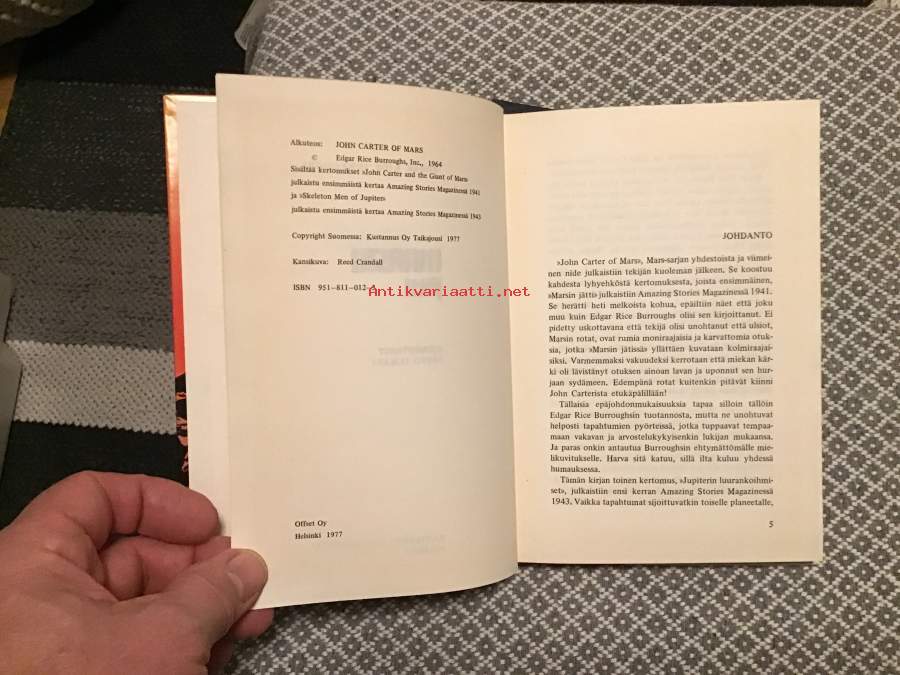 Alkuteos: JOHN CARTER OF MARS
© Edgar Rice Burroughs, Inc., 1964
Sisältää kertomukset »John Carter and the Giant of Mars»
julkaistu ensimmäistä kertaa Amazing Stories Magazinessä 1941
ja »Skeleton Men of Jupiter»
julkaistu ensimmäistä kertaa Amazing Stories Magazinessä 1943
Copyright Suomessa: Kustannus Oy Taikajousi 1977
Kansikuva: Reed Crandall
ISBN 951-811-012-
Antikvariaatti.net
Offset Oy
Helsinki 1977
JOHDANTO
»John Carter of Mars», Mars-sarjan yhdestoista ja viimei-
nen nide julkaistiin tekijän kuoleman jälkeen. Se koostuu
kahdesta lyhyehköstä kertomuksesta, joista ensimmäinen,
»Marsin jätti» julkaistiin Amazing Stories Magazinessä 1941.
Se herätti heti melkoista kohua, epäiltiin näet että joku
muu kuin Edgar Rice Burroughs olisi sen kirjoittanut. Ei
pidetty uskottavana että tekijä olisi unohtanut että ulsiot,
Marsin rotat, ovat rumia moniraajaisia ja karvattomia otuk-
sia, jotka »Marsin jätissä» yllättäen kuvataan kolmiraajai-
siksi. Varmemmaksi vakuudeksi kerrotaan että miekan kär-
ki oli lävistänyt otuksen ainoan lavan ja uponnut sen hur-
jaan sydämeen. Edempänä rotat kuitenkin pitävät kiinni
John Carterista etukäpälillään!
Tällaisia epäjohdonmukaisuuksia tapaa silloin tällöin
Edgar Rice Burroughsin tuotannosta, mutta ne unohtuvat
helposti tapahtumien pyörteissä, jotka tuppaavat tempaa-
maan vakavan ja arvostelukykyisenkin lukijan mukaansa.
Ja paras onkin antautua Burroughsin ehtymättömälle mie-
likuvitukselle. Harva sitä katuu, sillä ilta kuluu yhdessä
humauksessa.
Tämän kirjan toinen kertomus, »Jupiterin luurankoihmi-
set», julkaistiin ensi kerran Amazing Stories Magazinessä
1943. Vaikka tapahtumat sijoittuvatkin toiselle planeetalle,
5